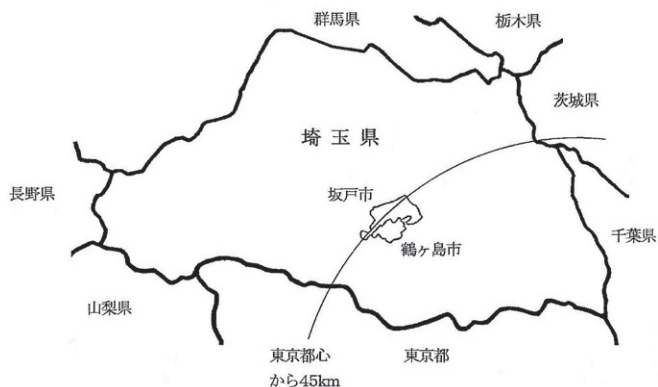 群馬県
栃木県
茨城県
埼玉県
坂戸市
長野県
鶴ヶ島市
千葉県
山梨県
東京都心
から45km
東京都